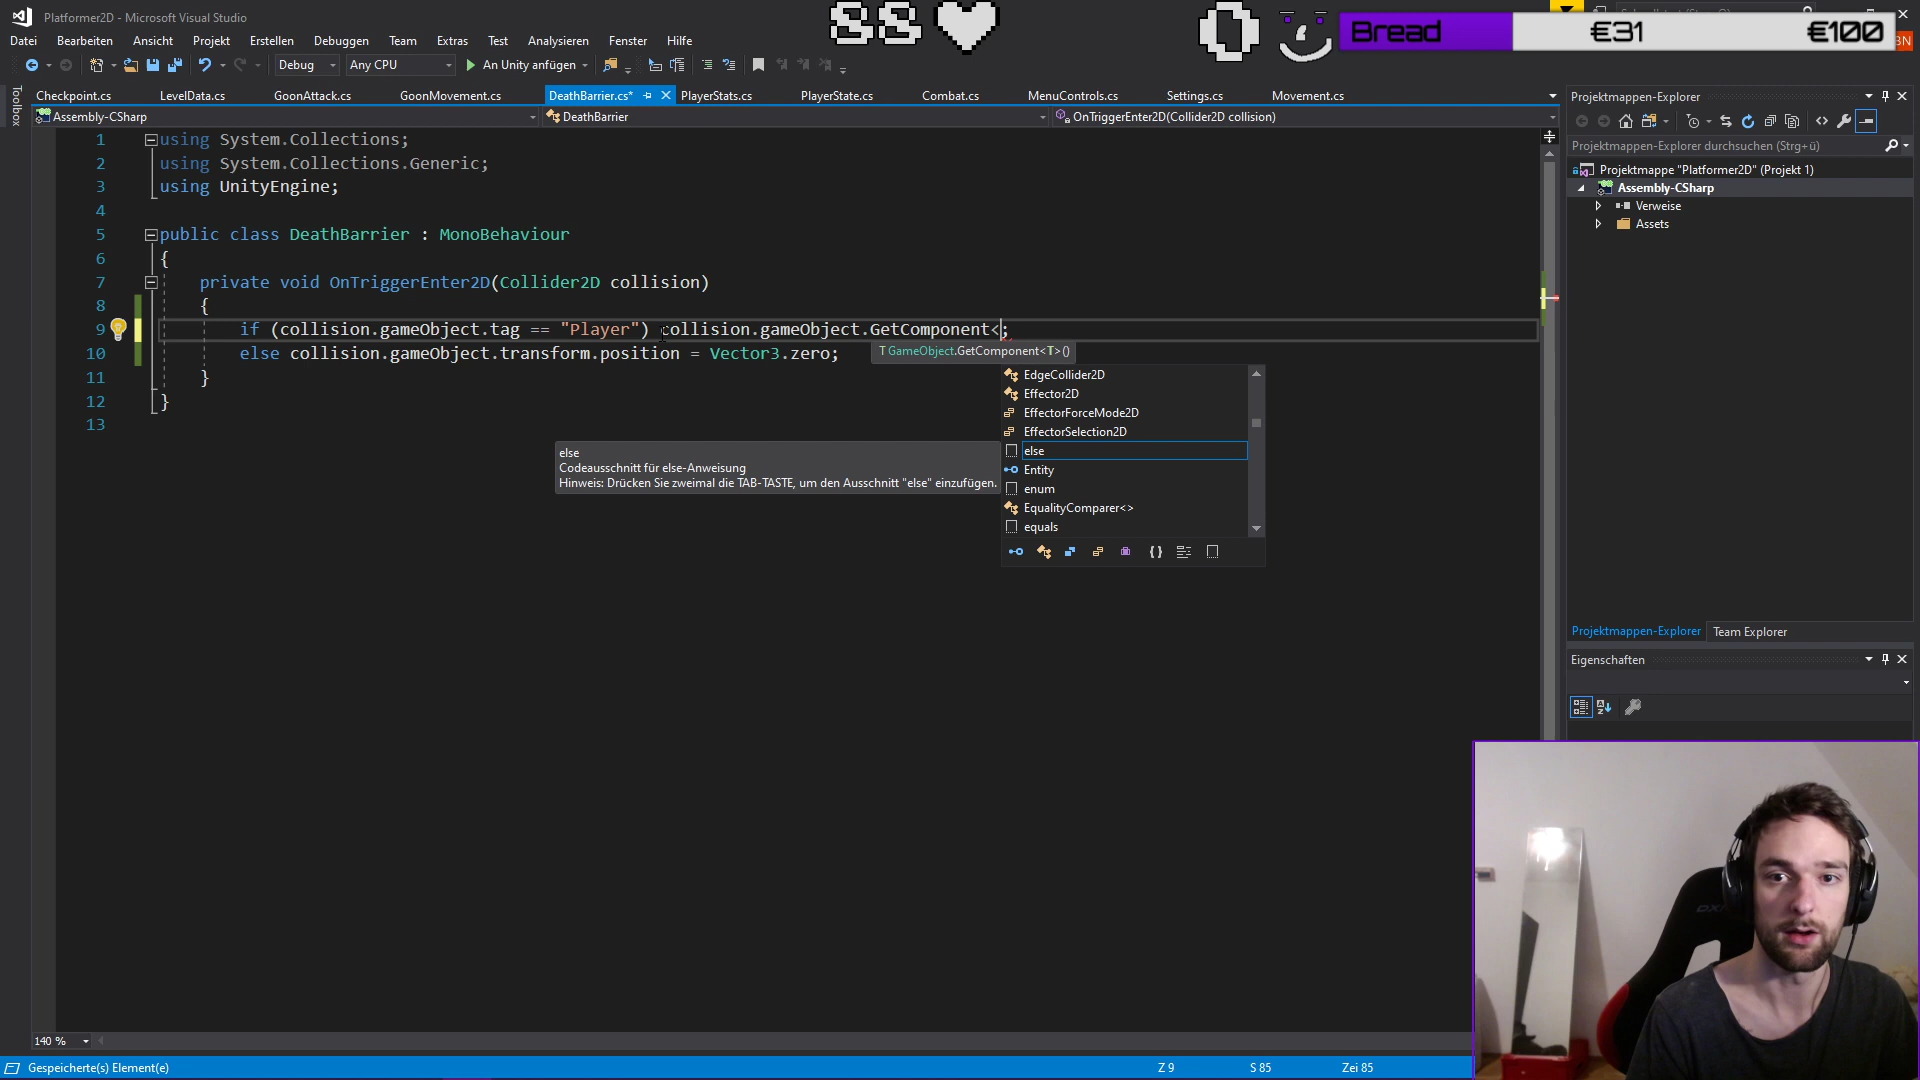 Platformer2D - Microsoft Visual Studio
88
0
Bread
€31
€100
Datei Bearbeiten Ansicht Projekt Erstellen Debuggen Team Extras Test Analysieren Fenster Hilfe
Debug Any CPU An Unity anfügen
Checkpoint.cs LevelData.cs GoonAttack.cs GoonMovement.cs DeathBarrier.cs* PlayerStats.cs PlayerState.cs Combat.cs MenuControls.cs Settings.cs Movement.cs
Toolbox
Assembly-CSharp DeathBarrier OnTriggerEnter2D(Collider2D collision)
1 using System.Collections;
2 using System.Collections.Generic;
3 using UnityEngine;
4
5 public class DeathBarrier : MonoBehaviour
6 {
7 private void OnTriggerEnter2D(Collider2D collision)
8 {
9 if (collision.gameObject.tag == "Player") collision.gameObject.GetComponent<;
10 else collision.gameObject.transform.position = Vector3.zero;
11 }
12 }
13
T GameObject.GetComponent<T>()
EdgeCollider2D
Effector2D
EffectorForceMode2D
EffectorSelection2D
else
Entity
enum
EqualityComparer<>
equals
else
Codeausschnitt für else-Anweisung
Hinweis: Drücken Sie zweimal die TAB-TASTE, um den Ausschnitt "else" einzufügen.
Projektmappen-Explorer
Projektmappen-Explorer durchsuchen (Strg+ü)
Projektmappe "Platformer2D" (Projekt 1)
Assembly-CSharp
Verweise
Assets
Projektmappen-Explorer Team Explorer
Eigenschaften
140 %
Gespeicherte(s) Element(e) Z 9 S 85 Zei 85